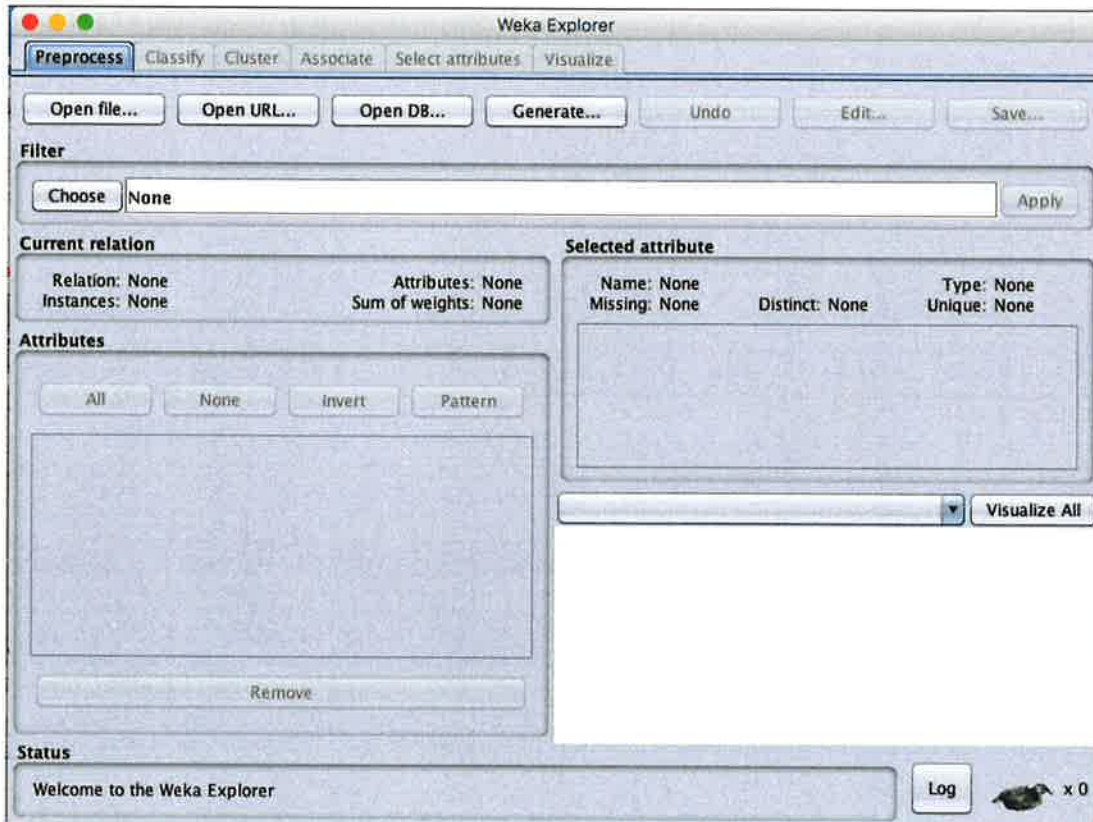 Weka Explorer
Preprocess Classify Cluster Associate Select attributes Visualize
Open file... Open URL... Open DB... Generate... Undo Edit... Save...
Filter
Choose None Apply
Current relation
Relation: None Attributes: None
Instances: None Sum of weights: None
Selected attribute
Name: None Type: None
Missing: None Distinct: None Unique: None
Attributes
All None Invert Pattern
Remove
Visualize All
Status
Welcome to the Weka Explorer
Log x 0